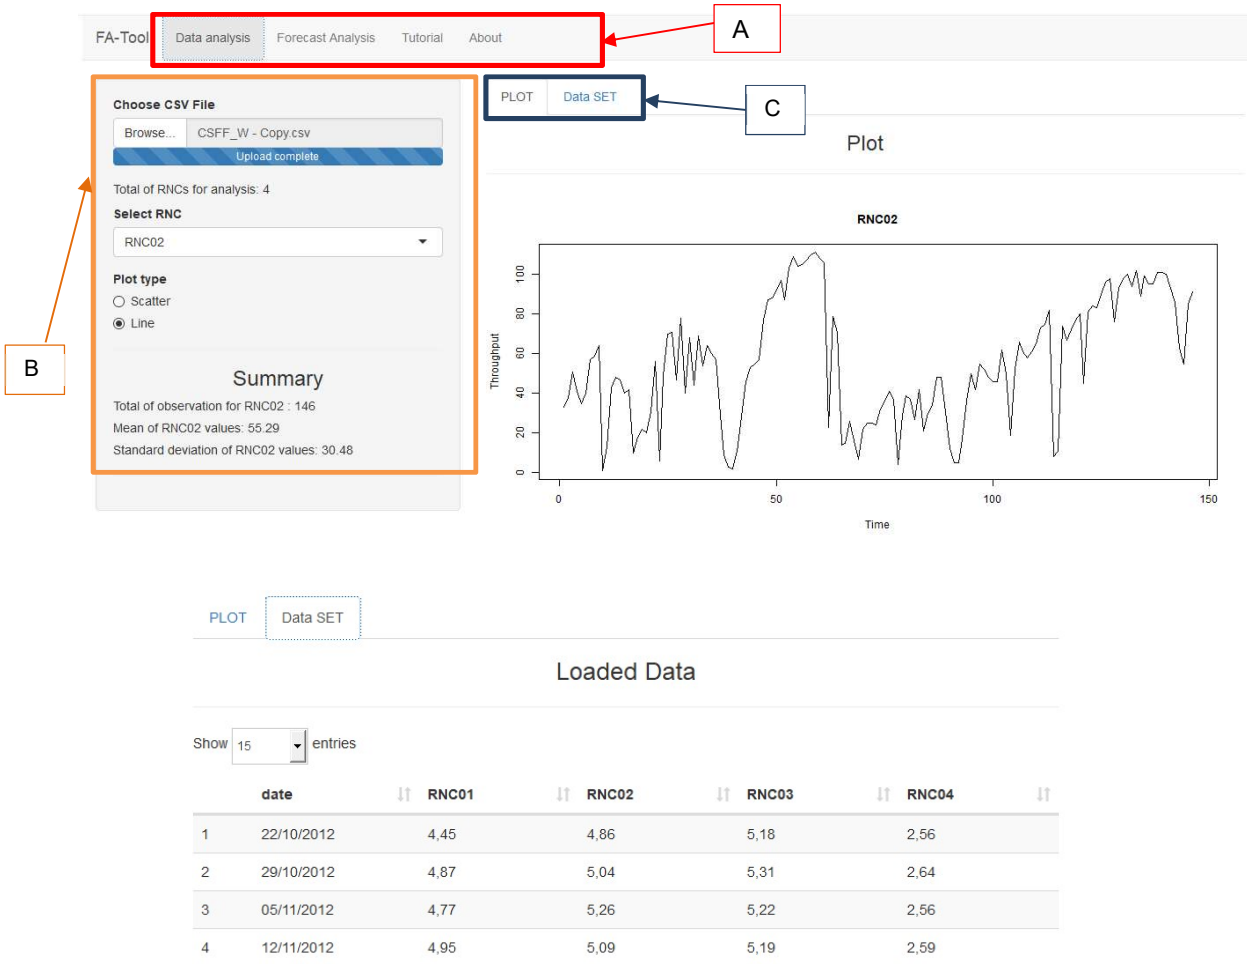 FA-Tool Data analysis Forecast Analysis Tutorial About
A
Choose CSV File
Browse... CSFF_W - Copy.csv
Upload complete
Total of RNCs for analysis: 4
Select RNC
RNC02
Plot type
Scatter
Line
Summary
Total of observation for RNC02 : 146
Mean of RNC02 values: 55.29
Standard deviation of RNC02 values: 30.48
B
PLOT Data SET
C
Plot
RNC02
Throughput
100
80
60
40
20
0
0 50 100 150
Time
PLOT Data SET
Loaded Data
Show 15 entries
date RNC01 RNC02 RNC03 RNC04
1 22/10/2012 4,45 4,86 5,18 2,56
2 29/10/2012 4,87 5,04 5,31 2,64
3 05/11/2012 4,77 5,26 5,22 2,56
4 12/11/2012 4,95 5,09 5,19 2,59